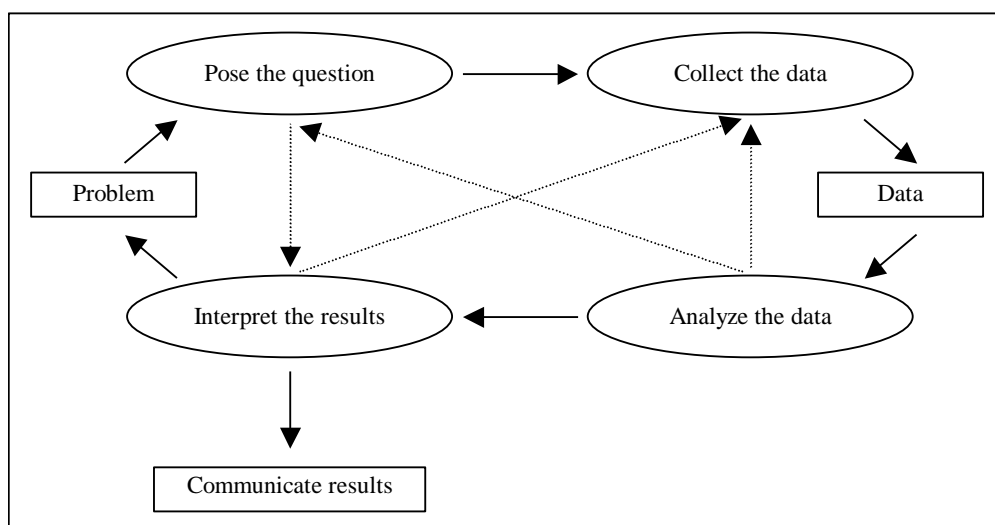 Pose the question
Collect the data
Problem
Data
Interpret the results
Analyze the data
Communicate results